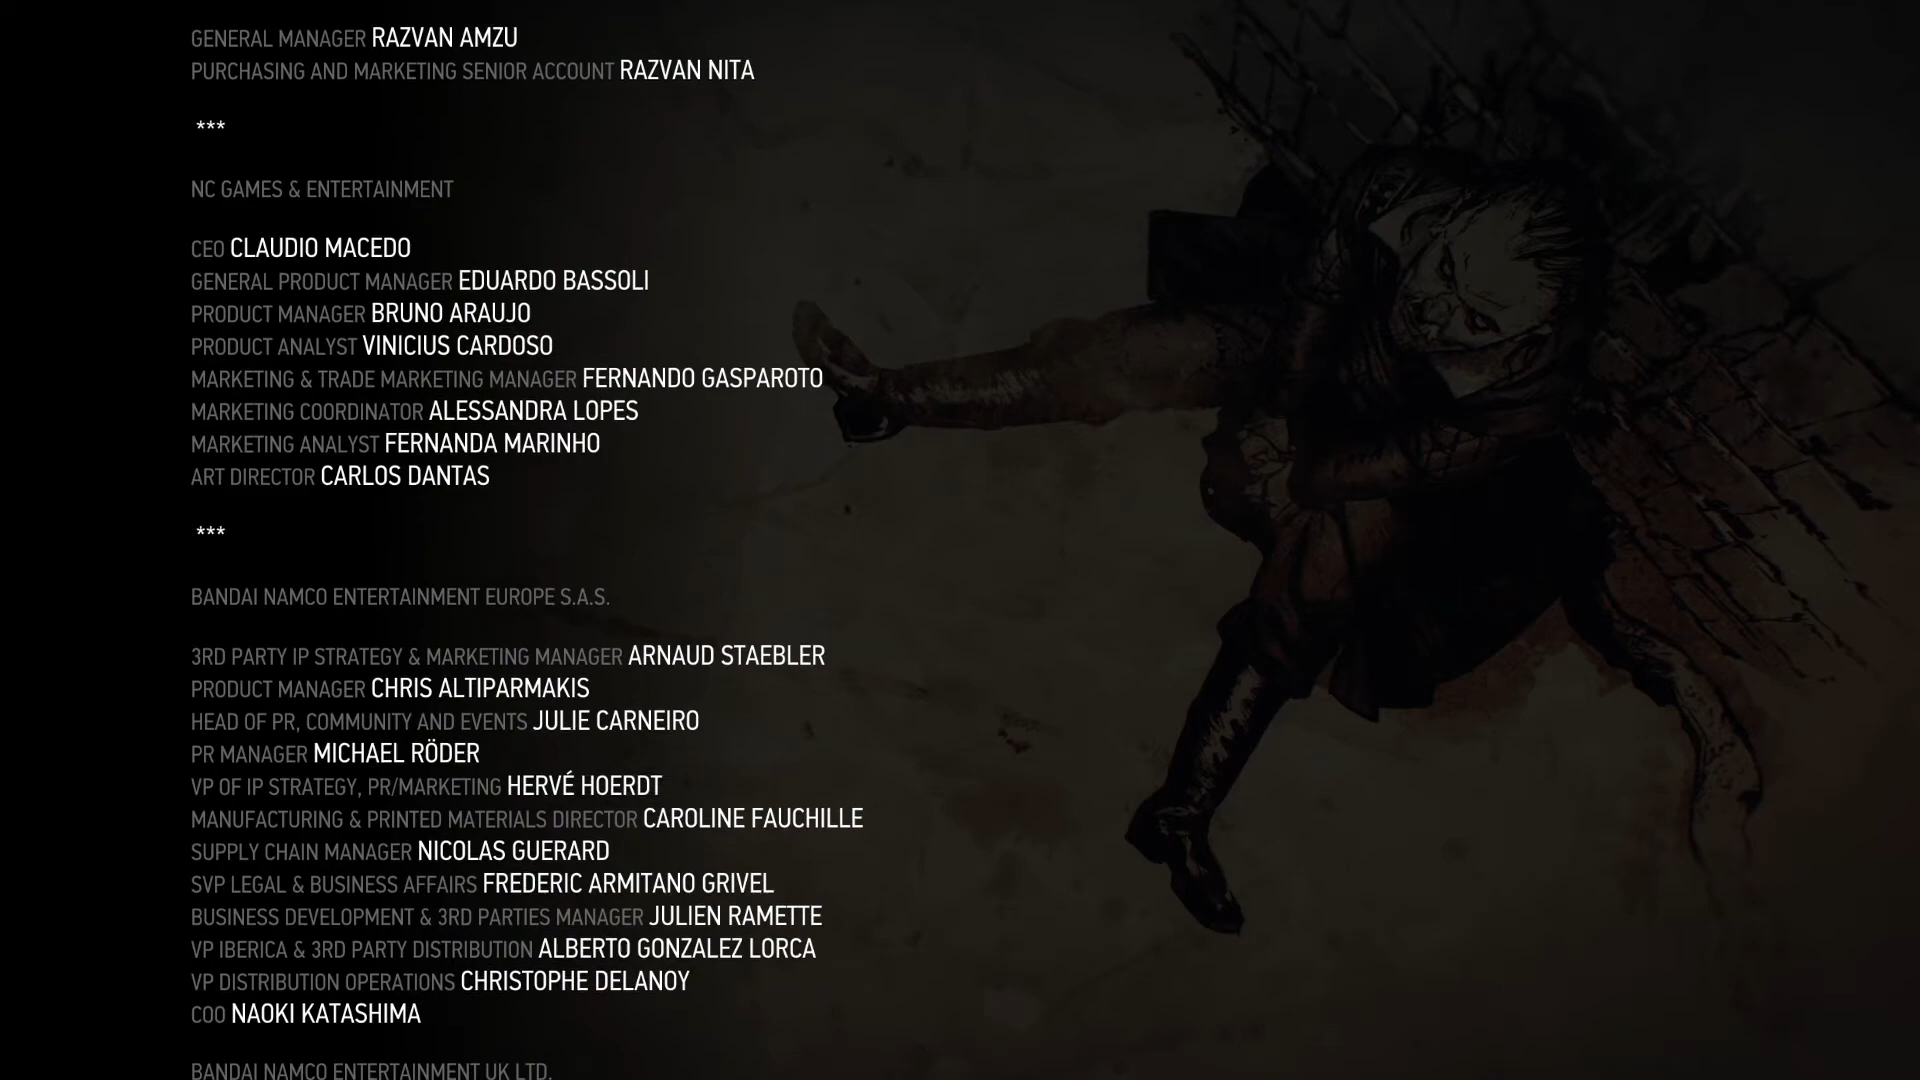 GENERAL MANAGER RAZVAN AMZU
PURCHASING AND MARKETING SENIOR ACCOUNT RAZVAN NITA
***
NC GAMES & ENTERTAINMENT
CEO CLAUDIO MACEDO
GENERAL PRODUCT MANAGER EDUARDO BASSOLI
PRODUCT MANAGER BRUNO ARAUJO
PRODUCT ANALYST VINICIUS CARDOSO
MARKETING & TRADE MARKETING MANAGER FERNANDO GASPAROTO
MARKETING COORDINATOR ALESSANDRA LOPES
MARKETING ANALYST FERNANDA MARINHO
ART DIRECTOR CARLOS DANTAS
***
BANDAI NAMCO ENTERTAINMENT EUROPE S.A.S.
3RD PARTY IP STRATEGY & MARKETING MANAGER ARNAUD STAEBLER
PRODUCT MANAGER CHRIS ALTIPARMAKIS
HEAD OF PR, COMMUNITY AND EVENTS JULIE CARNEIRO
PR MANAGER MICHAEL RÖDER
VP OF IP STRATEGY, PR/MARKETING HERVÉ HOERDT
MANUFACTURING & PRINTED MATERIALS DIRECTOR CAROLINE FAUCHILLE
SUPPLY CHAIN MANAGER NICOLAS GUERARD
SVP LEGAL & BUSINESS AFFAIRS FREDERIC ARMITANO GRIVEL
BUSINESS DEVELOPMENT & 3RD PARTIES MANAGER JULIEN RAMETTE
VP IBERICA & 3RD PARTY DISTRIBUTION ALBERTO GONZALEZ LORCA
VP DISTRIBUTION OPERATIONS CHRISTOPHE DELANOY
COO NAOKI KATASHIMA
BANDAI NAMCO ENTERTAINMENT UK LTD.